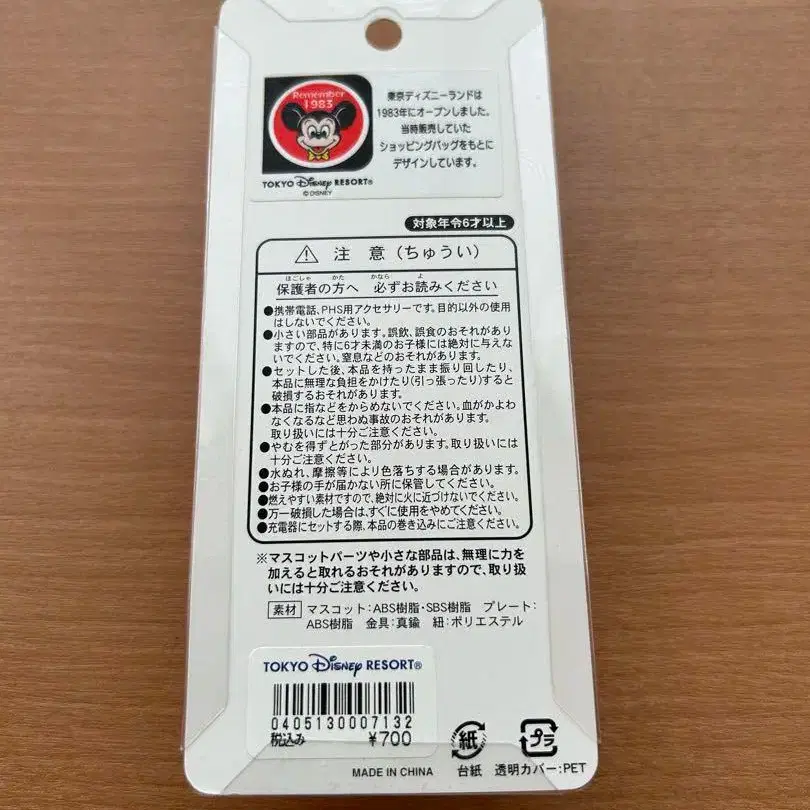 Remember
1983
TOKYO Disney RESORT®
©DISNEY
東京ディズニーランドは
1983年にオープンしました。
当時販売していた
ショッピングバッグをもとに
デザインしています。
対象年令6才以上
注 意(ちゅうい)
ほごしゃ かた かなら よ
保護者の方へ 必ずお読みください
●携帯電話、PHS用アクセサリーです。目的以外の使用
はしないでください。
●小さい部品があります。誤飲、誤食のおそれがあり
ますので、特に6才未満のお子様には絶対に与えな
いでください。窒息などのおそれがあります。
●セットした後、本品を持ったまま振り回したり、
本品に無理な負担をかけたり(引っ張ったり)すると
破損するおそれがあります。
●本品に指などをからめないでください。血がかよわ
なくなるなど思わぬ事故のおそれがあります。
取り扱いには十分ご注意ください。
●やむを得ずとがった部分があります。取り扱いには
十分ご注意ください。
●水ぬれ、摩擦等により色落ちする場合があります。
●お子様の手が届かない所に保管してください。
●燃えやすい素材ですので、絶対に火に近づけないでください。
●万一破損した場合は、すぐに使用をやめてください。
●充電器にセットする際、本品の巻き込みにご注意ください。
※マスコットパーツや小さな部品は、無理に力を
加えると取れるおそれがありますので、取り扱
いには十分ご注意ください。
素材 マスコット:ABS樹脂・SBS樹脂 プレート:
ABS樹脂 金具:真鍮 紐:ポリエステル
TOKYO Disney RESORT®
0405130007132
税込み ¥700
紙
台紙
プラ
透明カバー:PET
MADE IN CHINA